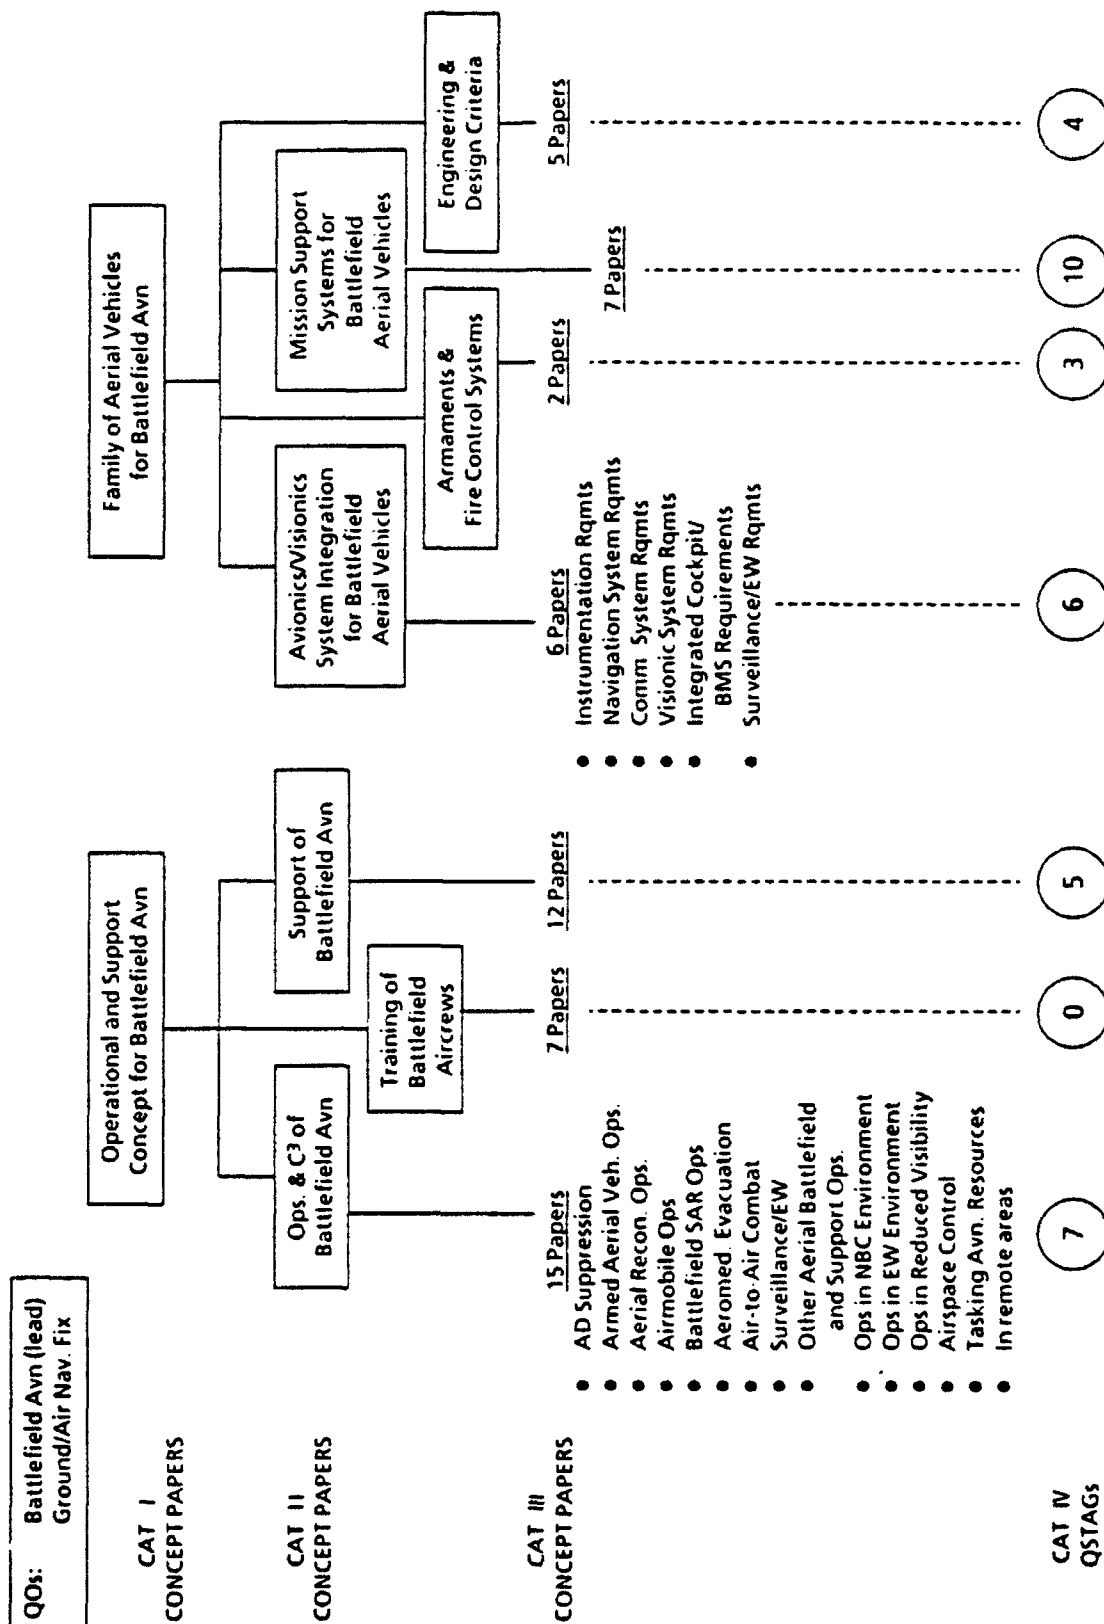 QOs: Battlefield Avn (lead)
Ground/Air Nav. Fix
CAT I
CONCEPT PAPERS
Operational and Support
Concept for Battlefield Avn
Family of Aerial Vehicles
for Battlefield Avn
CAT II
CONCEPT PAPERS
Ops. & C³ of
Battlefield Avn
Training of
Battlefield
Aircrews
Support of
Battlefield Avn
Avionics/Visionics
System Integration
for Battlefield
Aerial Vehicles
Armaments &
Fire Control Systems
Mission Support
Systems for
Battlefield
Aerial Vehicles
Engineering &
Design Criteria
CAT III
CONCEPT PAPERS
15 Papers
● AD Suppression
● Armed Aerial Veh. Ops.
● Aerial Recon. Ops.
● Airmobile Ops
● Battlefield SAR Ops
● Aeromed. Evacuation
● Air-to-Air Combat
● Surveillance/EW
● Other Aerial Battlefield
and Support Ops.
● Ops in NBC Environment
● Ops in EW Environment
● Ops in Reduced Visibility
● Airspace Control
● Tasking Avn. Resources
● In remote areas
7 Papers
12 Papers
6 Papers
● Instrumentation Rqmts
● Navigation System Rqmts
● Comm System Rqmts
● Visionic System Rqmts
● Integrated Cockpit/
BMS Requirements
● Surveillance/EW Rqmts
2 Papers
7 Papers
5 Papers
CAT IV
QSTAGs
7
0
5
6
3
10
4